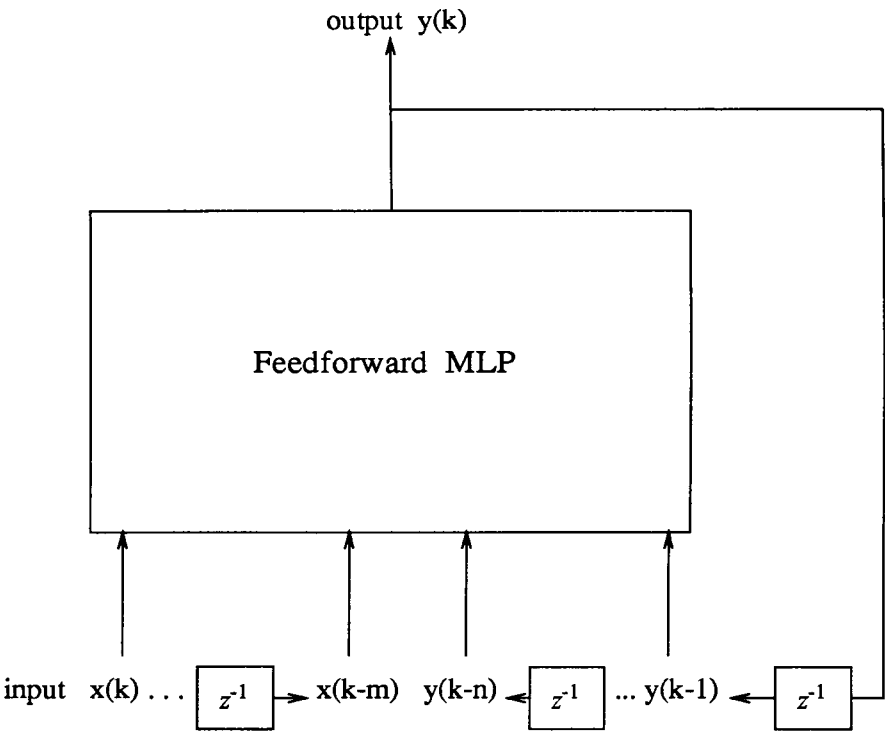 output y(k)
Feedforward MLP
input x(k) . . . z⁻¹ x(k-m) y(k-n) z⁻¹ ... y(k-1) z⁻¹